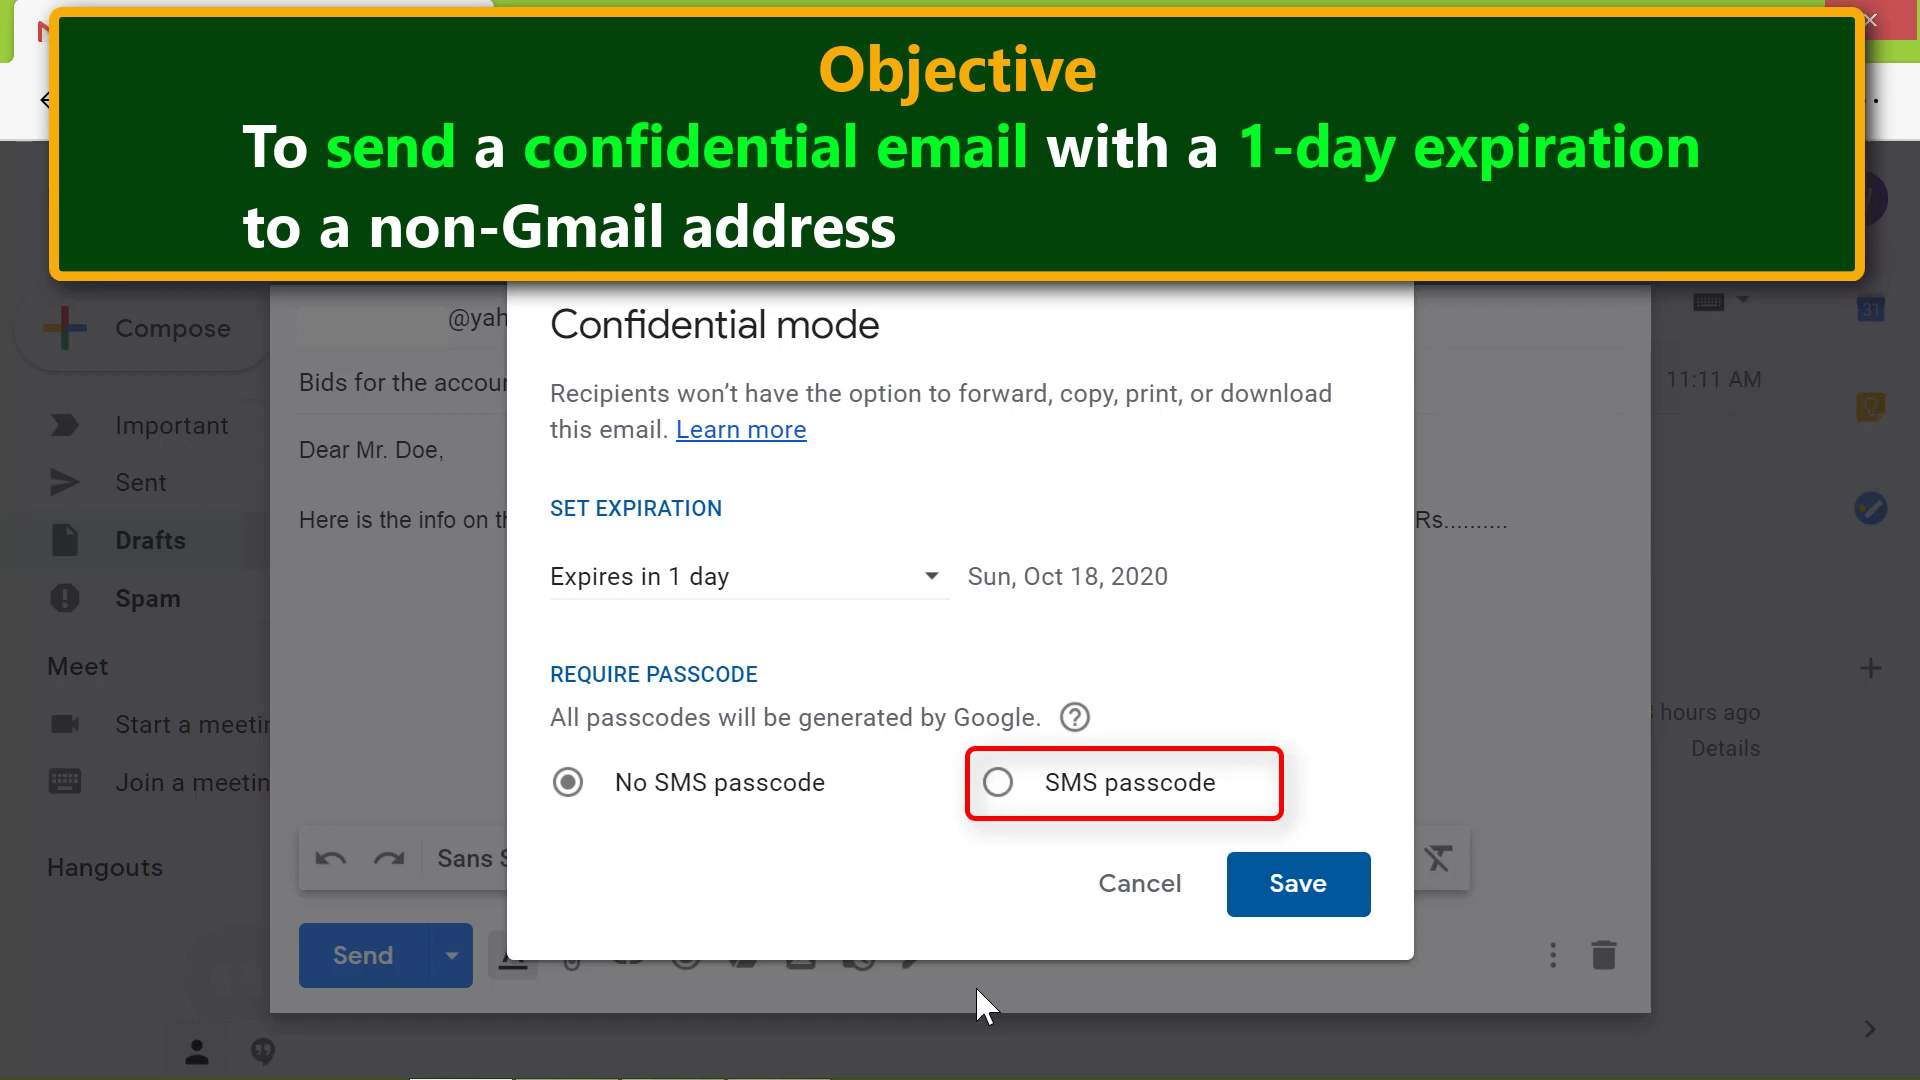 Objective
To send a confidential email with a 1-day expiration
to a non-Gmail address
Compose
Important
Sent
Drafts
Spam
Meet
Start a meetin
Join a meetin
Hangouts
@yah
Bids for the accour
Dear Mr. Doe,
Here is the info on th
Rs..........
Sans S
Send
Confidential mode
Recipients won't have the option to forward, copy, print, or download
this email. Learn more
SET EXPIRATION
Expires in 1 day
Sun, Oct 18, 2020
REQUIRE PASSCODE
All passcodes will be generated by Google.
No SMS passcode
SMS passcode
Cancel
Save
31
11:11 AM
hours ago
Details